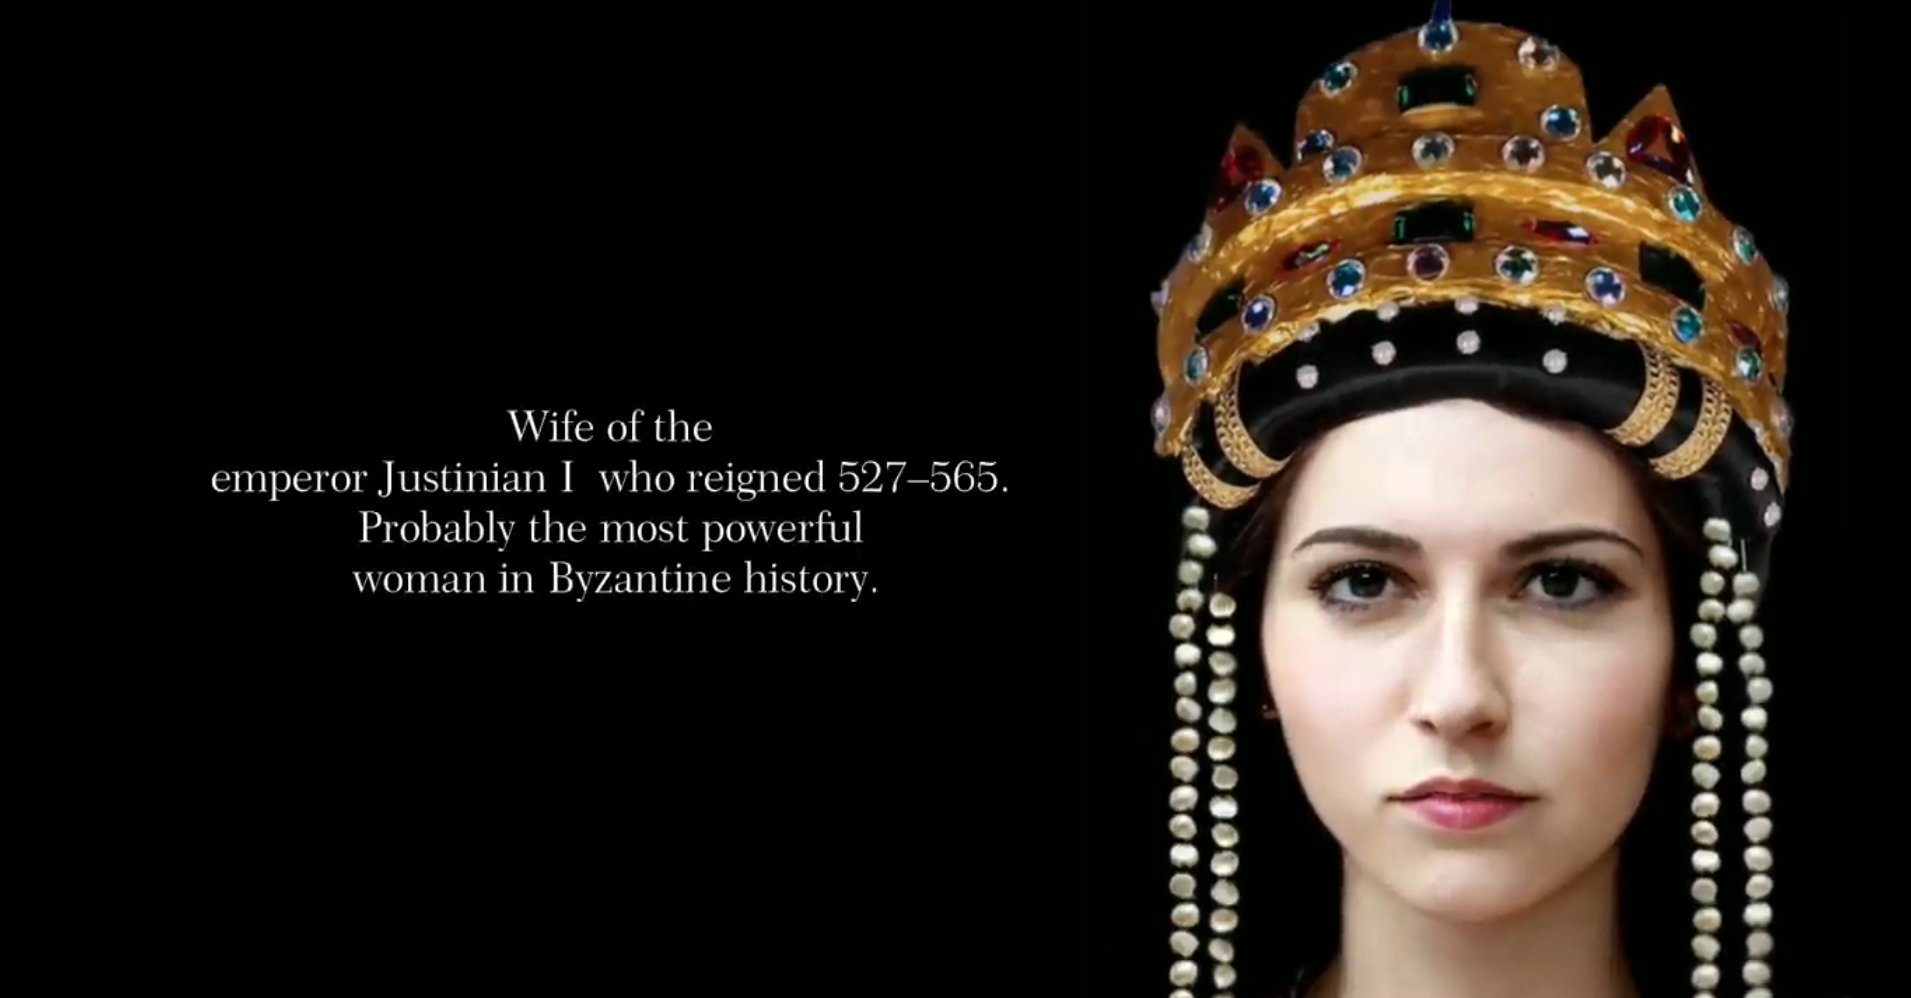 Wife of the
emperor Justinian I who reigned 527–565.
Probably the most powerful
woman in Byzantine history.